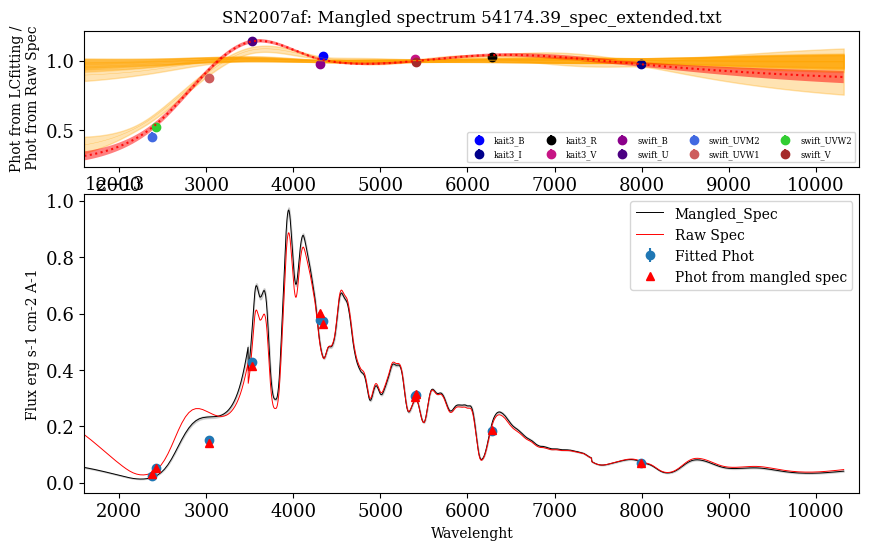 SN2007af: Mangled spectrum 54174.39_spec_extended.txt
Phot from LCfitting /
Phot from Raw Spec
1.0
0.5
kait3_B kait3_R swift_B swift_UVM2 swift_UVW2
kait3_I kait3_V swift_U swift_UVW1 swift_V
2000 3000 4000 5000 6000 7000 8000 9000 10000
1e−13
Mangled_Spec
Raw Spec
Fitted Phot
Phot from mangled spec
Flux erg s-1 cm-2 A-1
1.0
0.8
0.6
0.4
0.2
0.0
2000 3000 4000 5000 6000 7000 8000 9000 10000
Wavelenght